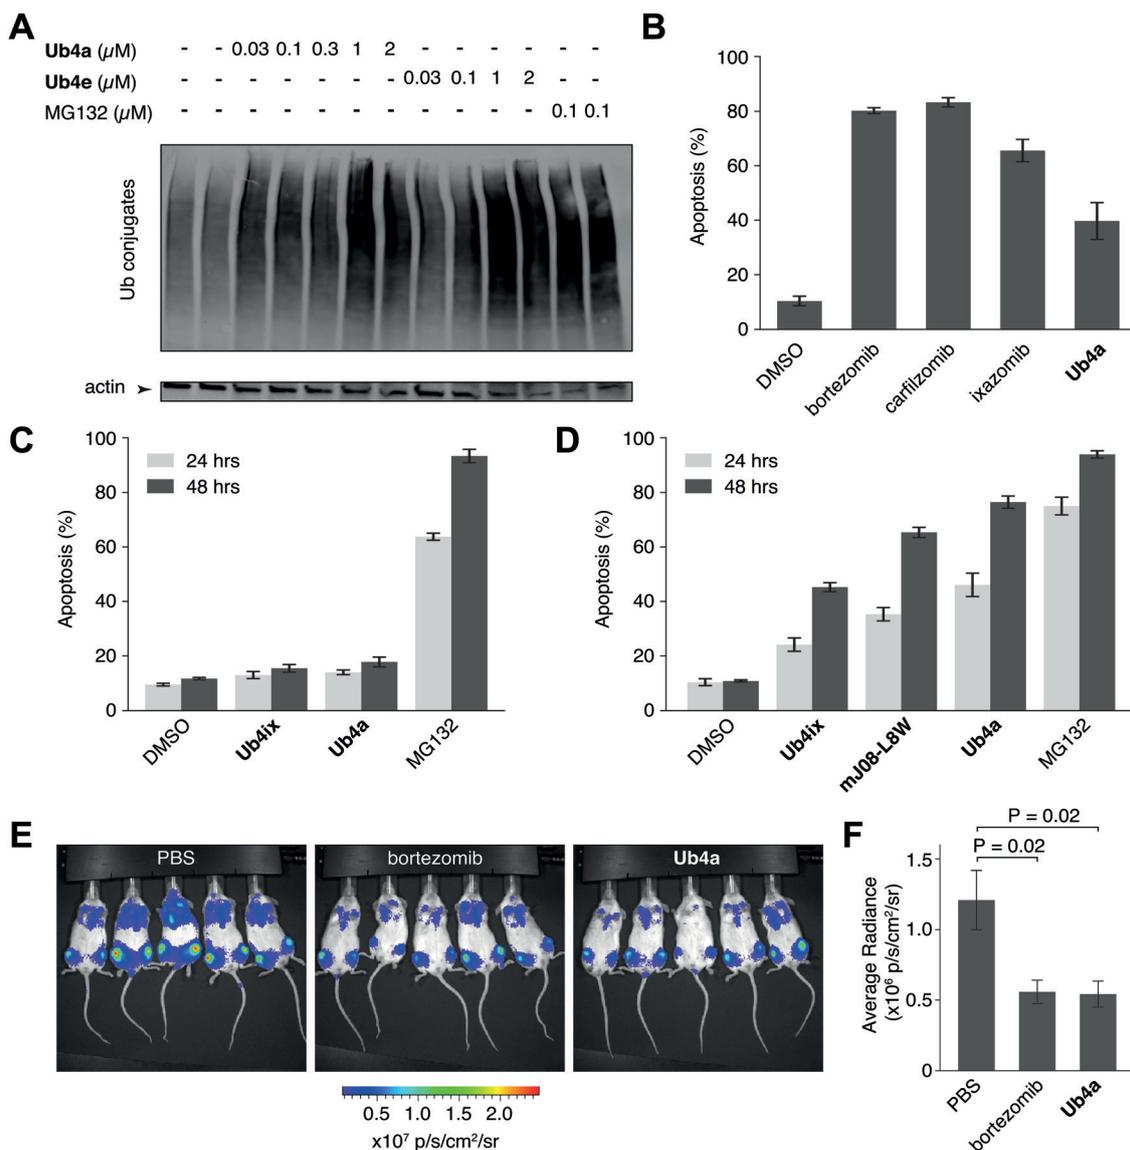 A
B
Ub4a (µM) - - 0.03 0.1 0.3 1 2 - - - - - -
Ub4e (µM) - - - - - - - 0.03 0.1 1 2 - -
MG132 (µM) - - - - - - - - - - - 0.1 0.1
Ub conjugates
actin
100
80
60
40
20
0
Apoptosis (%)
DMSO
bortezomib
carfilzomib
ixazomib
Ub4a
C
100
80
60
40
20
0
Apoptosis (%)
24 hrs
48 hrs
DMSO
Ub4ix
Ub4a
MG132
D
100
80
60
40
20
0
Apoptosis (%)
24 hrs
48 hrs
DMSO
Ub4ix
mJ08-L8W
Ub4a
MG132
E
PBS
bortezomib
Ub4a
0.5 1.0 1.5 2.0
x10⁷ p/s/cm²/sr
F
P = 0.02
P = 0.02
1.5
1.0
0.5
0
Average Radiance
(x10⁶ p/s/cm²/sr)
PBS
bortezomib
Ub4a